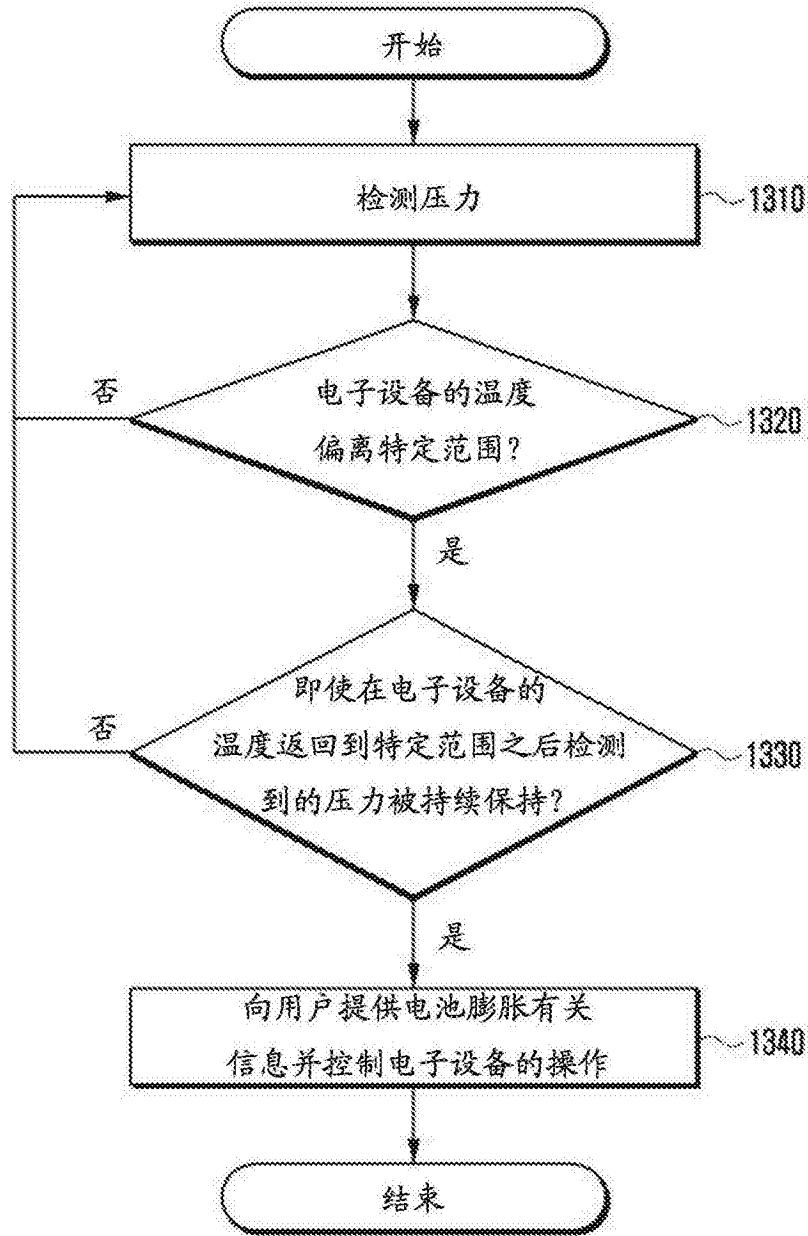 开始
检测压力
1310
电子设备的温度
偏离特定范围?
1320
否
是
即使在电子设备的
温度返回到特定范围之后检测
到的压力被持续保持?
1330
否
是
向用户提供电池膨胀有关
信息并控制电子设备的操作
1340
结束